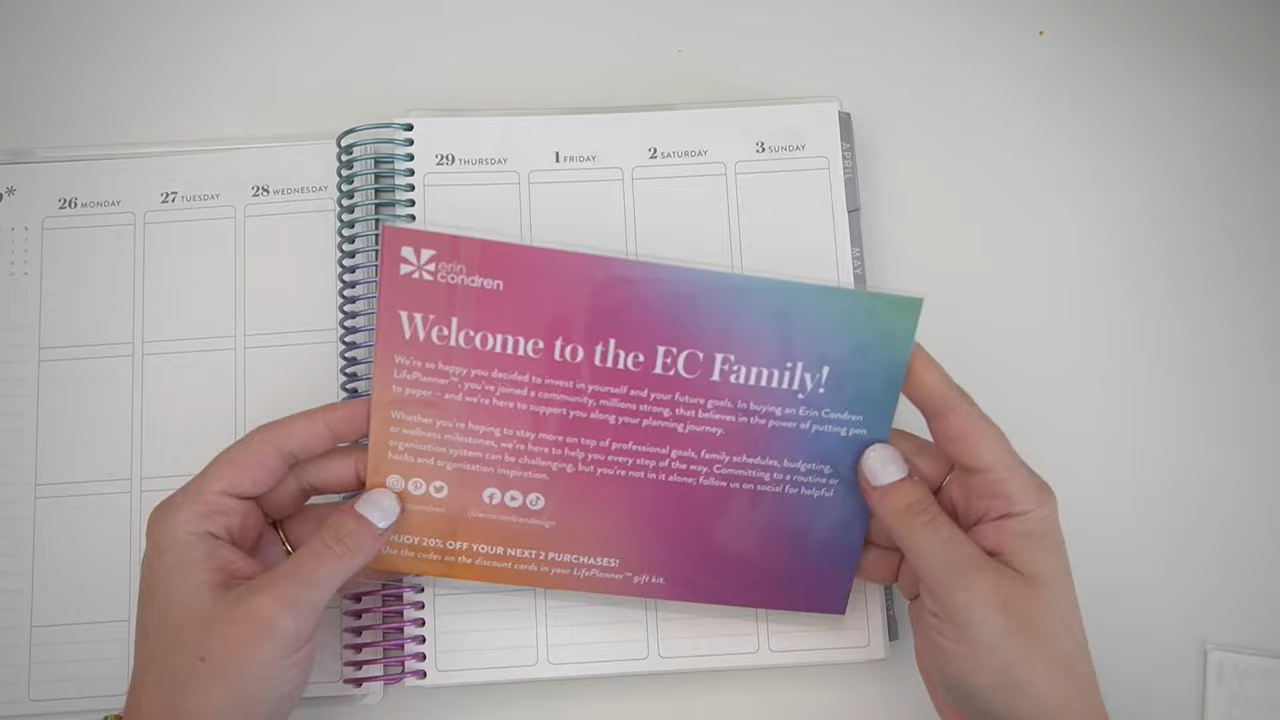 26 MONDAY
27 TUESDAY
28 WEDNESDAY
29 THURSDAY
1 FRIDAY
2 SATURDAY
3 SUNDAY
APRIL
MAY
erin
condren
Welcome to the EC Family!
We're so happy you decided to invest in yourself and your future goals. In buying an Erin Condren
LifePlanner™, you've joined a community, millions strong, that believes in the power of putting pen
to paper – and we're here to support you along your planning journey.
Whether you're hoping to stay more on top of professional goals, family schedules, budgeting,
or wellness milestones, we're here to help you every step of the way. Committing to a routine or
organization system can be challenging, but you're not in it alone; follow us on social for helpful
hacks and organization inspiration.
@erincondrendesign
NJOY 20% OFF YOUR NEXT 2 PURCHASES!
Use the codes on the discount cards in your LifePlanner™ gift kit.